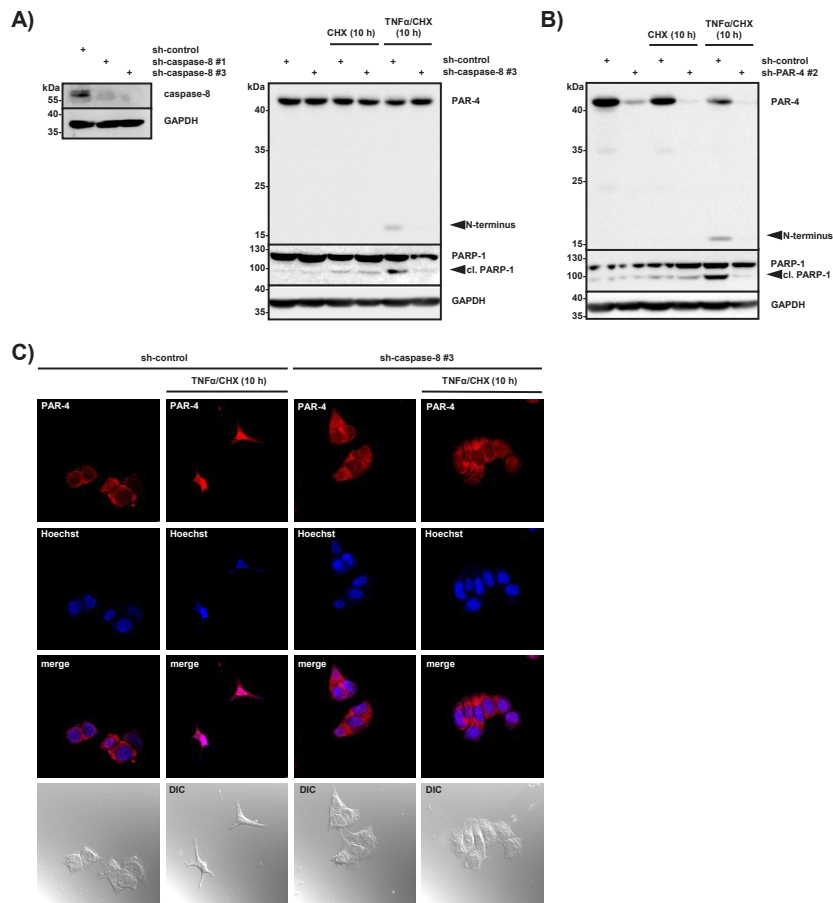 A)
+ sh-control
+ sh-caspase-8 #1
+ sh-caspase-8 #3
kDa
55-
caspase-8
40-
35-
GAPDH
CHX (10 h)
TNFα/CHX
(10 h)
+ + + sh-control
+ + + sh-caspase-8 #3
kDa
40-
PAR-4
35-
25-
15-
N-terminus
130-
PARP-1
100-
cl. PARP-1
40-
35-
GAPDH
B)
CHX (10 h)
TNFα/CHX
(10 h)
+ + + sh-control
+ + + sh-PAR-4 #2
kDa
40-
PAR-4
35-
25-
15-
N-terminus
130-
PARP-1
100-
cl. PARP-1
40-
35-
GAPDH
C)
sh-control sh-caspase-8 #3
TNFα/CHX (10 h) TNFα/CHX (10 h)
PAR-4 PAR-4 PAR-4 PAR-4
Hoechst Hoechst Hoechst Hoechst
merge merge merge merge
DIC DIC DIC